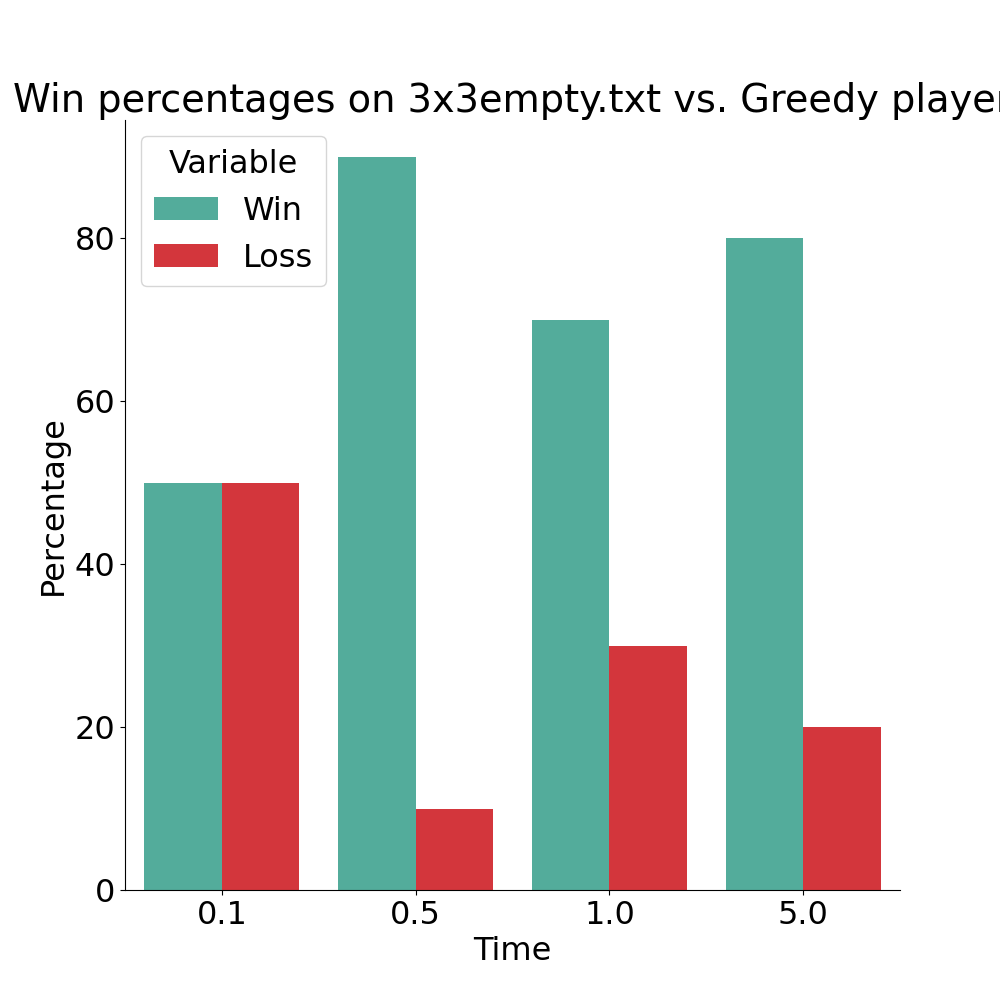 Win percentages on 3x3empty.txt vs. Greedy player
Variable
Win
Loss
80
60
40
20
0
Percentage
0.1 0.5 1.0 5.0
Time